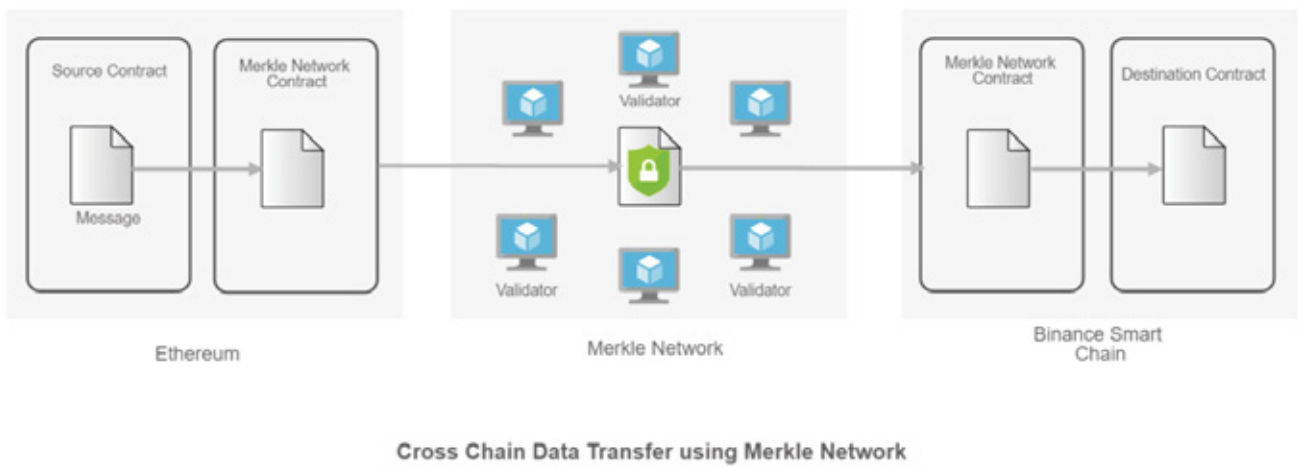 Source Contract
Message
Merkle Network
Contract
Ethereum
Validator
Validator
Validator
Merkle Network
Merkle Network
Contract
Destination Contract
Binance Smart
Chain
Cross Chain Data Transfer using Merkle Network